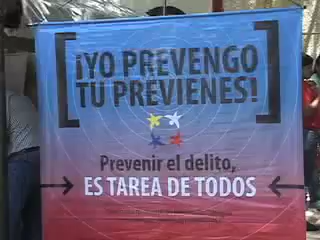 ¡YO PREVENGO
TU PREVIENES!
Prevenir el delito,
ES TAREA DE TODOS